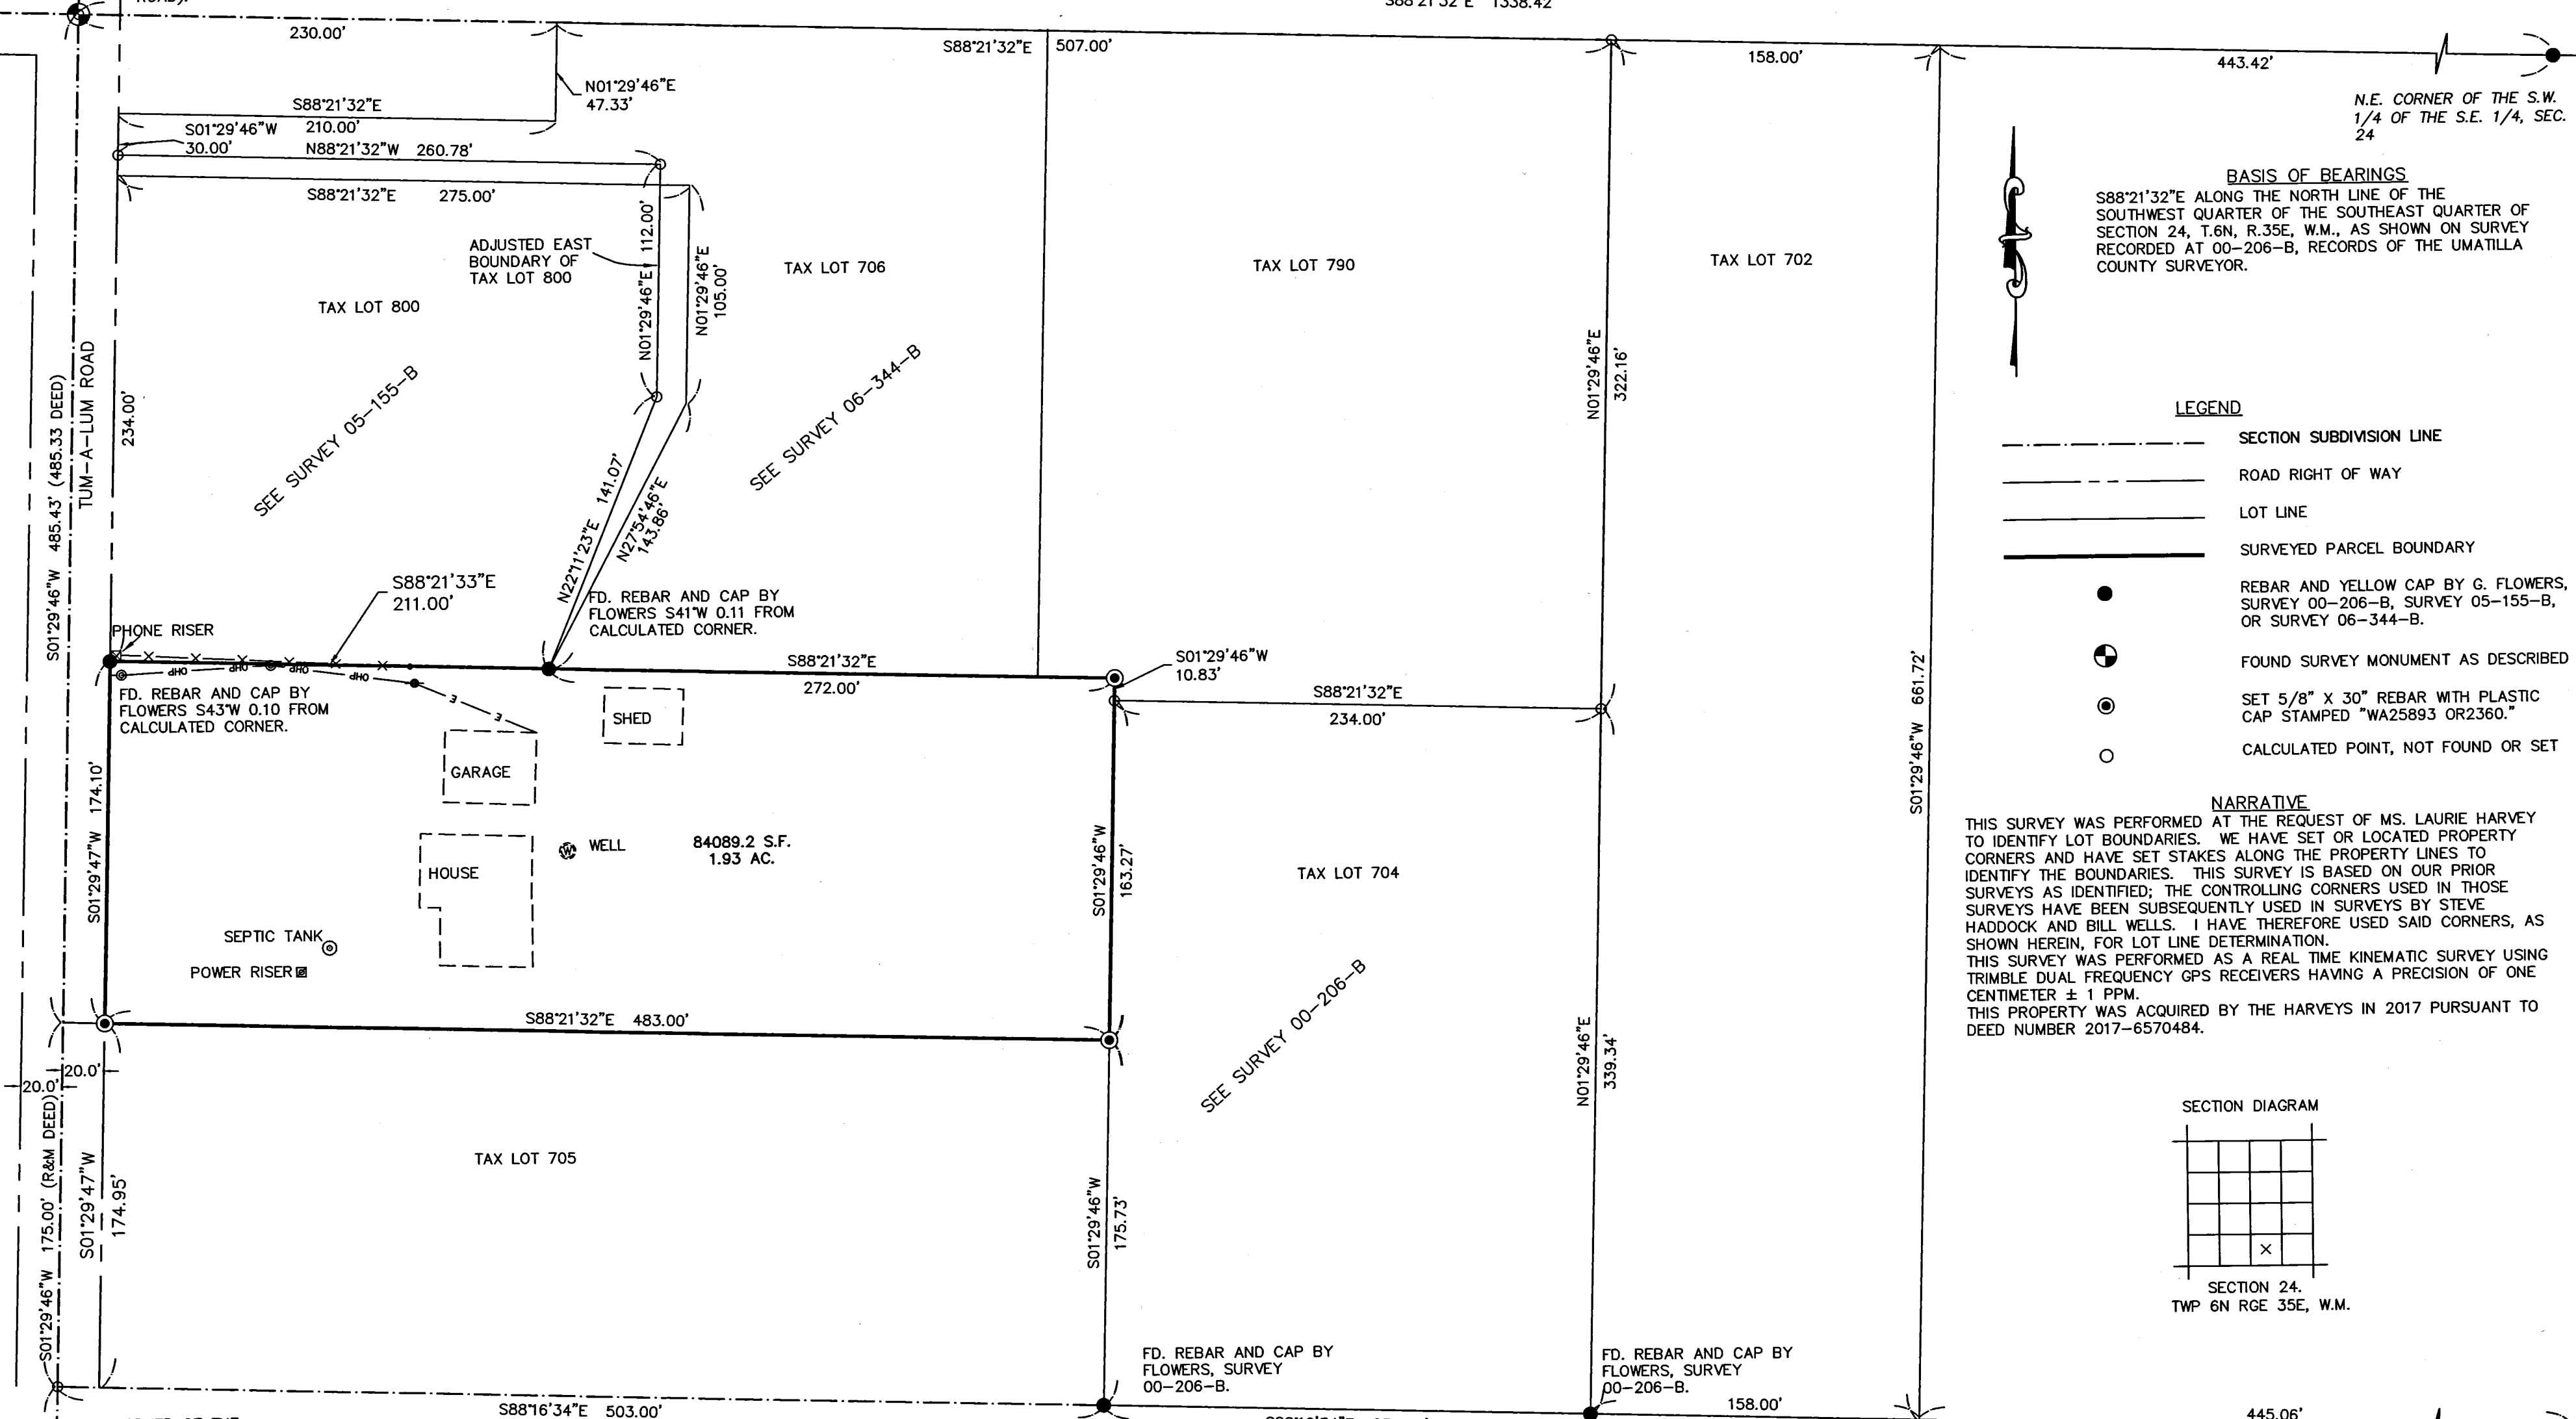 ROAD).
S88°21'32"E 1338.42'
230.00'
S88°21'32"E 507.00'
158.00'
443.42'
N01°29'46"E
47.33'
S88°21'32"E
210.00'
S01°29'46"W
30.00'
N88°21'32"W 260.78'
S88°21'32"E 275.00'
N.E. CORNER OF THE S.W.
1/4 OF THE S.E. 1/4, SEC.
24
BASIS OF BEARINGS
S88°21'32"E ALONG THE NORTH LINE OF THE
SOUTHWEST QUARTER OF THE SOUTHEAST QUARTER OF
SECTION 24, T.6N, R.35E, W.M., AS SHOWN ON SURVEY
RECORDED AT 00-206-B, RECORDS OF THE UMATILLA
COUNTY SURVEYOR.
ADJUSTED EAST
BOUNDARY OF
TAX LOT 800
N01°29'46"E 112.00'
N01°29'46"E
105.00'
TAX LOT 706
TAX LOT 790
TAX LOT 702
TAX LOT 800
SEE SURVEY 05-155-B
SEE SURVEY 06-344-B
S01°29'46"W 485.43' (485.33 DEED)
TUM-A-LUM ROAD
234.00'
N01°29'46"E
322.16'
N22°11'23"E 141.07'
N27°54'46"E
143.86'
LEGEND
SECTION SUBDIVISION LINE
ROAD RIGHT OF WAY
LOT LINE
SURVEYED PARCEL BOUNDARY
REBAR AND YELLOW CAP BY G. FLOWERS,
SURVEY 00-206-B, SURVEY 05-155-B,
OR SURVEY 06-344-B.
FOUND SURVEY MONUMENT AS DESCRIBED
SET 5/8" X 30" REBAR WITH PLASTIC
CAP STAMPED "WA25893 OR2360."
CALCULATED POINT, NOT FOUND OR SET
S88°21'33"E
211.00'
FD. REBAR AND CAP BY
FLOWERS S41°W 0.11 FROM
CALCULATED CORNER.
PHONE RISER
OHP OHP OHP OHP
E E
FD. REBAR AND CAP BY
FLOWERS S43°W 0.10 FROM
CALCULATED CORNER.
S88°21'32"E
272.00'
S01°29'46"W
10.83'
S88°21'32"E
234.00'
S01°29'46"W 661.72'
SHED
GARAGE
HOUSE
W WELL
84089.2 S.F.
1.93 AC.
S01°29'47"W 174.10'
S01°29'46"W
163.27'
TAX LOT 704
SEPTIC TANK
POWER RISER
SEE SURVEY 00-206-B
S88°21'32"E 483.00'
NARRATIVE
THIS SURVEY WAS PERFORMED AT THE REQUEST OF MS. LAURIE HARVEY
TO IDENTIFY LOT BOUNDARIES. WE HAVE SET OR LOCATED PROPERTY
CORNERS AND HAVE SET STAKES ALONG THE PROPERTY LINES TO
IDENTIFY THE BOUNDARIES. THIS SURVEY IS BASED ON OUR PRIOR
SURVEYS AS IDENTIFIED; THE CONTROLLING CORNERS USED IN THOSE
SURVEYS HAVE BEEN SUBSEQUENTLY USED IN SURVEYS BY STEVE
HADDOCK AND BILL WELLS. I HAVE THEREFORE USED SAID CORNERS, AS
SHOWN HEREIN, FOR LOT LINE DETERMINATION.
THIS SURVEY WAS PERFORMED AS A REAL TIME KINEMATIC SURVEY USING
TRIMBLE DUAL FREQUENCY GPS RECEIVERS HAVING A PRECISION OF ONE
CENTIMETER ± 1 PPM.
THIS PROPERTY WAS ACQUIRED BY THE HARVEYS IN 2017 PURSUANT TO
DEED NUMBER 2017-6570484.
20.0'
20.0'
S01°29'46"W 175.00' (R&M DEED)
S01°29'47"W
174.95'
TAX LOT 705
S01°29'46"W
175.73'
N01°29'46"E
339.34'
SECTION DIAGRAM
X
SECTION 24.
TWP 6N RGE 35E, W.M.
FD. REBAR AND CAP BY
FLOWERS, SURVEY
00-206-B.
FD. REBAR AND CAP BY
FLOWERS, SURVEY
00-206-B.
S88°16'34"E 503.00'
158.00'
445.06'